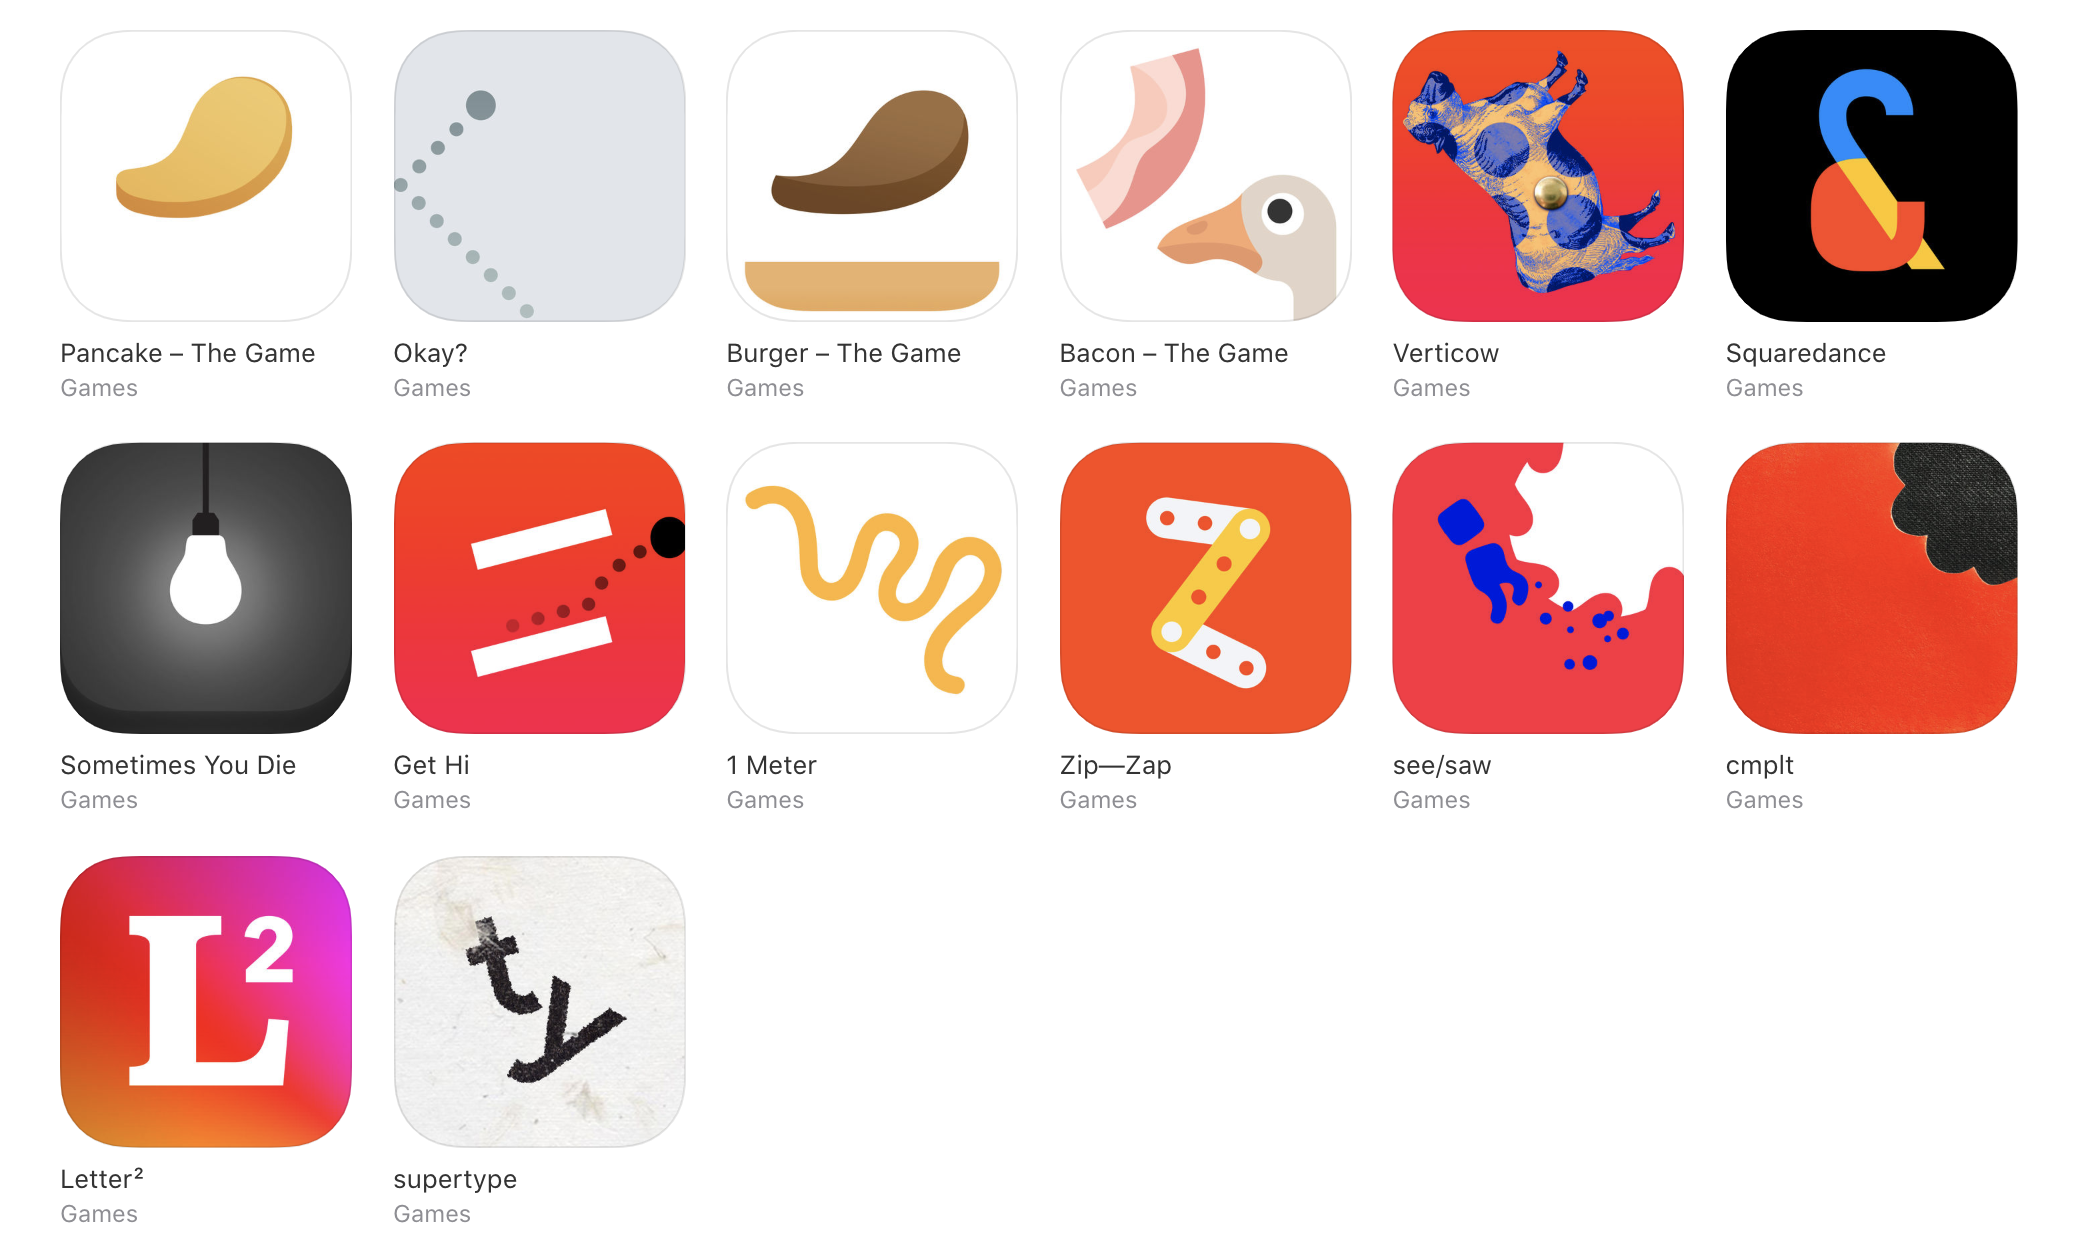 Pancake – The Game
Games
Okay?
Games
Burger – The Game
Games
Bacon – The Game
Games
Verticow
Games
Squaredance
Games
Sometimes You Die
Games
Get Hi
Games
1 Meter
Games
Z
Zip—Zap
Games
see/saw
Games
cmplt
Games
L²
Letter²
Games
ty
supertype
Games